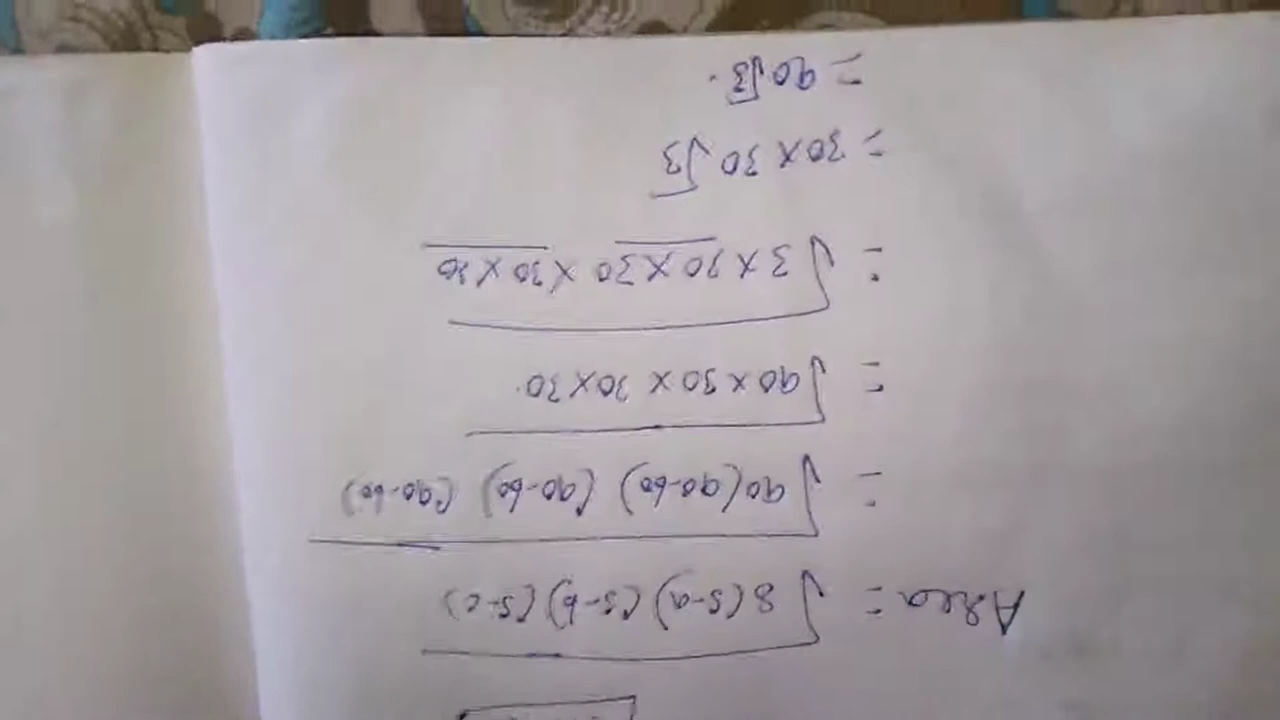 Area = √s(s-a)(s-b)(s-c)
= √90(90-60) (90-60) (90-60)
= √90 x 30 x 30 x 30.
= √3 x 30 x 30 x 30 x 30
= 30 x 30 √3
= 90√3.